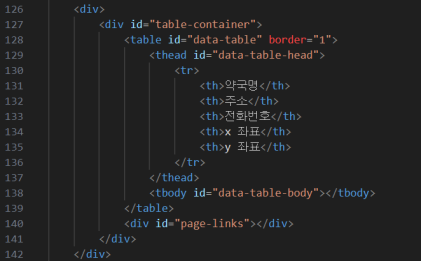 126 <div>
127 <div id="table-container">
128 <table id="data-table" border="1">
129 <thead id="data-table-head">
130 <tr>
131 <th>약국명</th>
132 <th>주소</th>
133 <th>전화번호</th>
134 <th>x 좌표</th>
135 <th>y 좌표</th>
136 </tr>
137 </thead>
138 <tbody id="data-table-body"></tbody>
139 </table>
140 <div id="page-links"></div>
141 </div>
142 </div>